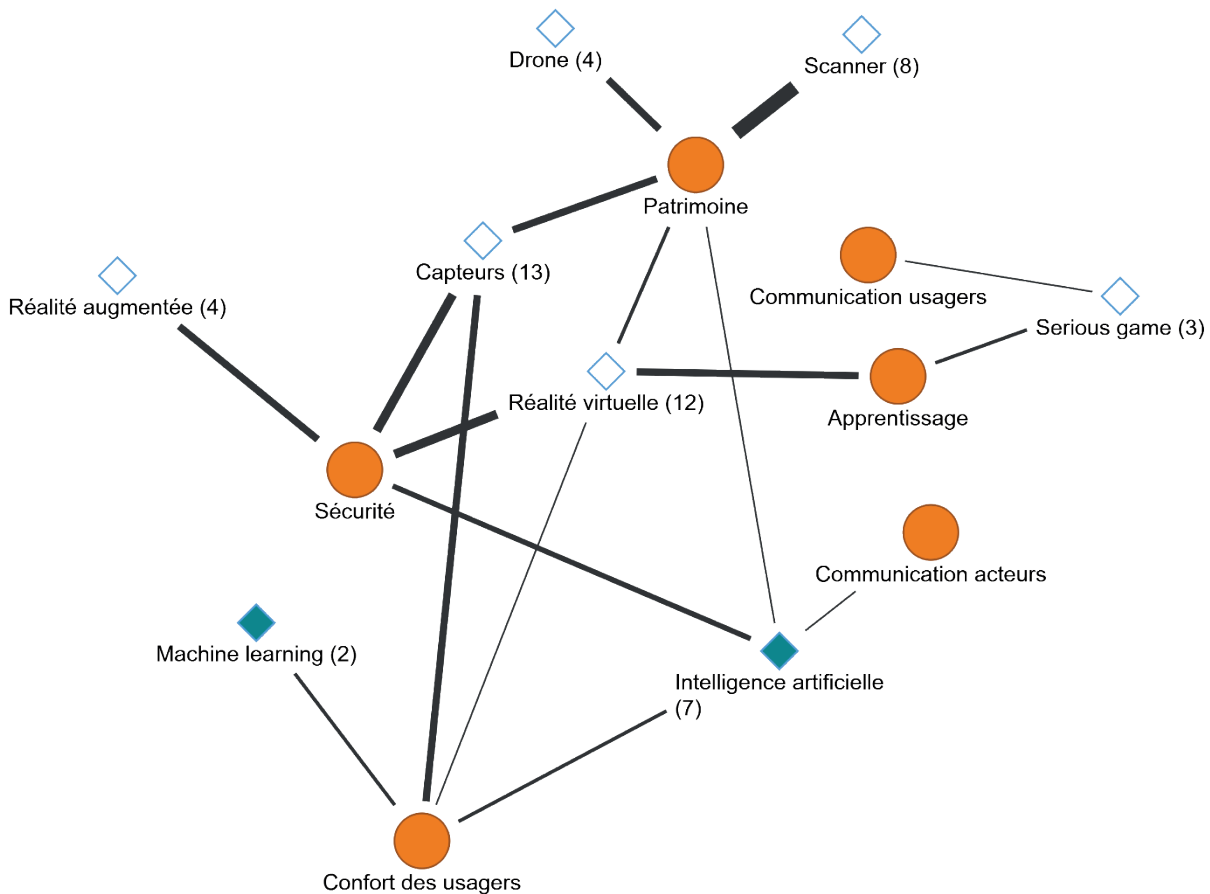 Drone (4)
Scanner (8)
Patrimoine
Capteurs (13)
Communication usagers
Réalité augmentée (4)
Serious game (3)
Réalité virtuelle (12)
Apprentissage
Sécurité
Communication acteurs
Machine learning (2)
Intelligence artificielle
(7)
Confort des usagers